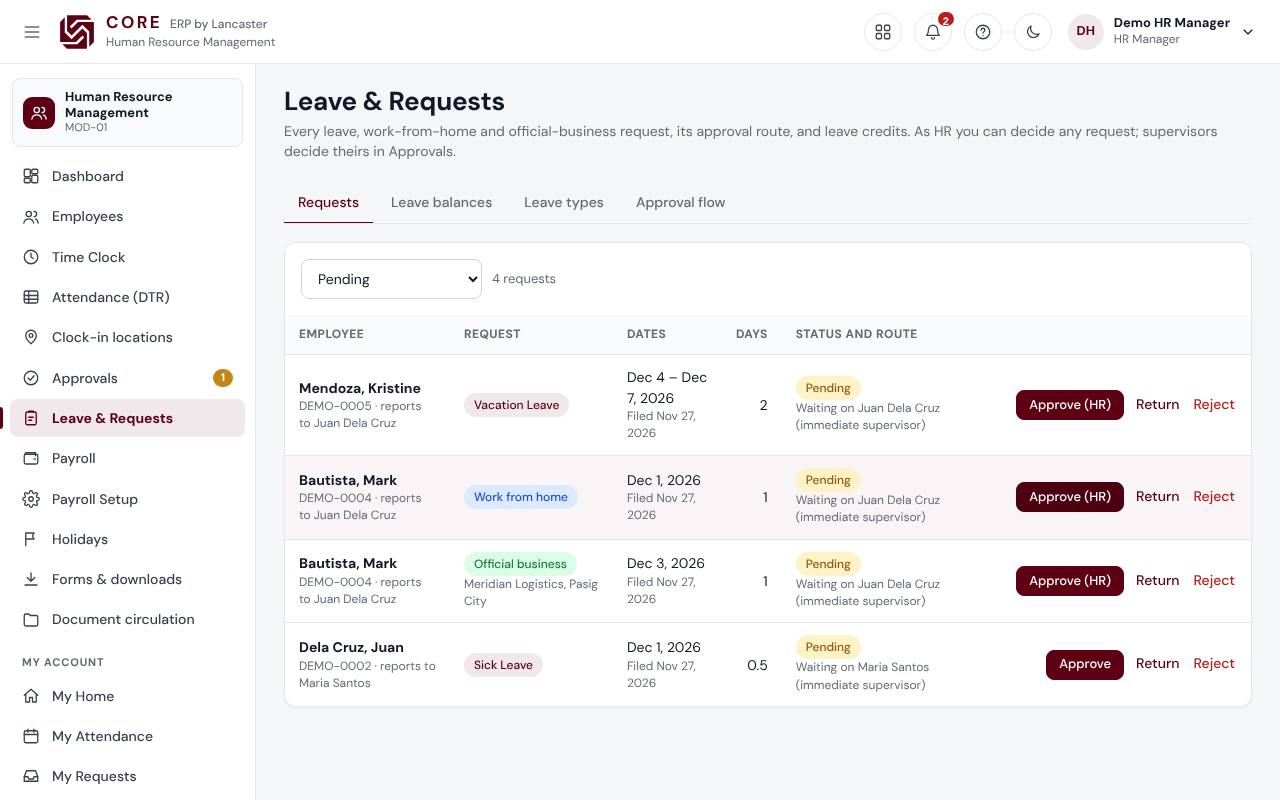 CORE ERP by Lancaster
Human Resource Management
2
DH
Demo HR Manager
HR Manager
Human Resource
Management
MOD-01
Dashboard
Employees
Time Clock
Attendance (DTR)
Clock-in locations
Approvals 1
Leave & Requests
Payroll
Payroll Setup
Holidays
Forms & downloads
Document circulation
MY ACCOUNT
My Home
My Attendance
My Requests
Leave & Requests
Every leave, work-from-home and official-business request, its approval route, and leave credits. As HR you can decide any request; supervisors
decide theirs in Approvals.
Requests Leave balances Leave types Approval flow
Pending 4 requests
EMPLOYEE REQUEST DATES DAYS STATUS AND ROUTE
Mendoza, Kristine
DEMO-0005 · reports
to Juan Dela Cruz
Vacation Leave
Dec 4 – Dec
7, 2026
Filed Nov 27,
2026
2
Pending
Waiting on Juan Dela Cruz
(immediate supervisor)
Approve (HR) Return Reject
Bautista, Mark
DEMO-0004 · reports
to Juan Dela Cruz
Work from home
Dec 1, 2026
Filed Nov 27,
2026
1
Pending
Waiting on Juan Dela Cruz
(immediate supervisor)
Approve (HR) Return Reject
Bautista, Mark
DEMO-0004 · reports
to Juan Dela Cruz
Official business
Meridian Logistics, Pasig
City
Dec 3, 2026
Filed Nov 27,
2026
1
Pending
Waiting on Juan Dela Cruz
(immediate supervisor)
Approve (HR) Return Reject
Dela Cruz, Juan
DEMO-0002 · reports to
Maria Santos
Sick Leave
Dec 1, 2026
Filed Nov 27,
2026
0.5
Pending
Waiting on Maria Santos
(immediate supervisor)
Approve Return Reject